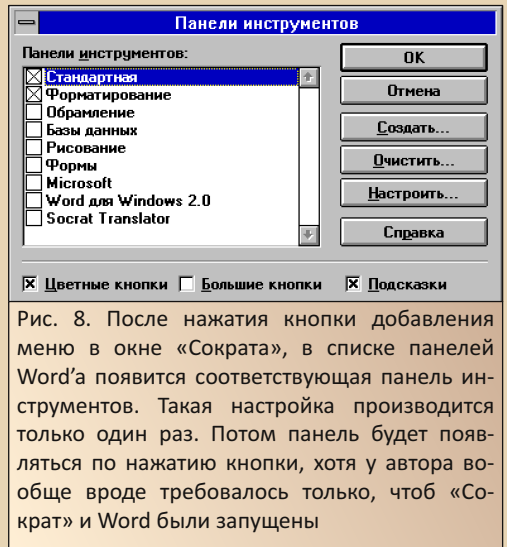 Панели инструментов
Панели инструментов:
Стандартная
Форматирование
Обрамление
Базы данных
Рисование
Формы
Microsoft
Word для Windows 2.0
Socrat Translator
ОК
Отмена
Создать...
Очистить...
Настроить...
Справка
Цветные кнопки Большие кнопки Подсказки
Рис. 8. После нажатия кнопки добавления
меню в окне «Сократа», в списке панелей
Word’а появится соответствующая панель ин-
струментов. Такая настройка производится
только один раз. Потом панель будет появ-
ляться по нажатию кнопки, хотя у автора во-
обще вроде требовалось только, чтоб «Со-
крат» и Word были запущены